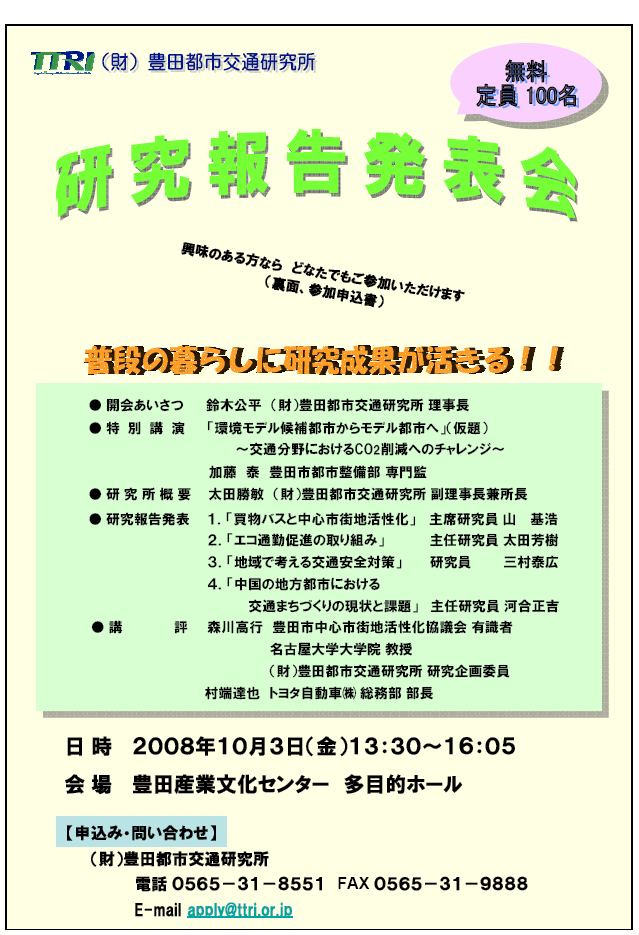 TTRI（財）豊田都市交通研究所
無料
定員 100名
研究報告発表会
興味のある方なら どなたでもご参加いただけます
（裏面、参加申込書）
普段の暮らしに研究成果が活きる！！
● 開会あいさつ 鈴木公平 （財）豊田都市交通研究所 理事長
● 特別講演 「環境モデル候補都市からモデル都市へ」（仮題）
～交通分野におけるCO2削減へのチャレンジ～
加藤 泰 豊田市都市整備部 専門監
● 研究所概要 太田勝敏 （財）豊田都市交通研究所 副理事長兼所長
● 研究報告発表 １．「買物バスと中心市街地活性化」 主席研究員 山 基浩
２．「エコ通勤促進の取り組み」 主任研究員 太田芳樹
３．「地域で考える交通安全対策」 研究員 三村泰広
４．「中国の地方都市における
交通まちづくりの現状と課題」 主任研究員 河合正吉
● 講評 森川高行 豊田市中心市街地活性化協議会 有識者
名古屋大学大学院 教授
（財）豊田都市交通研究所 研究企画委員
村端達也 トヨタ自動車㈱ 総務部 部長
日時 ２００８年１０月３日（金）１３：３０～１６：０５
会場 豊田産業文化センター 多目的ホール
【申込み・問い合わせ】
（財）豊田都市交通研究所
電話 ０５６５－３１－８５５１ FAX ０５６５－３１－９８８８
E-mail apply@ttri.or.jp